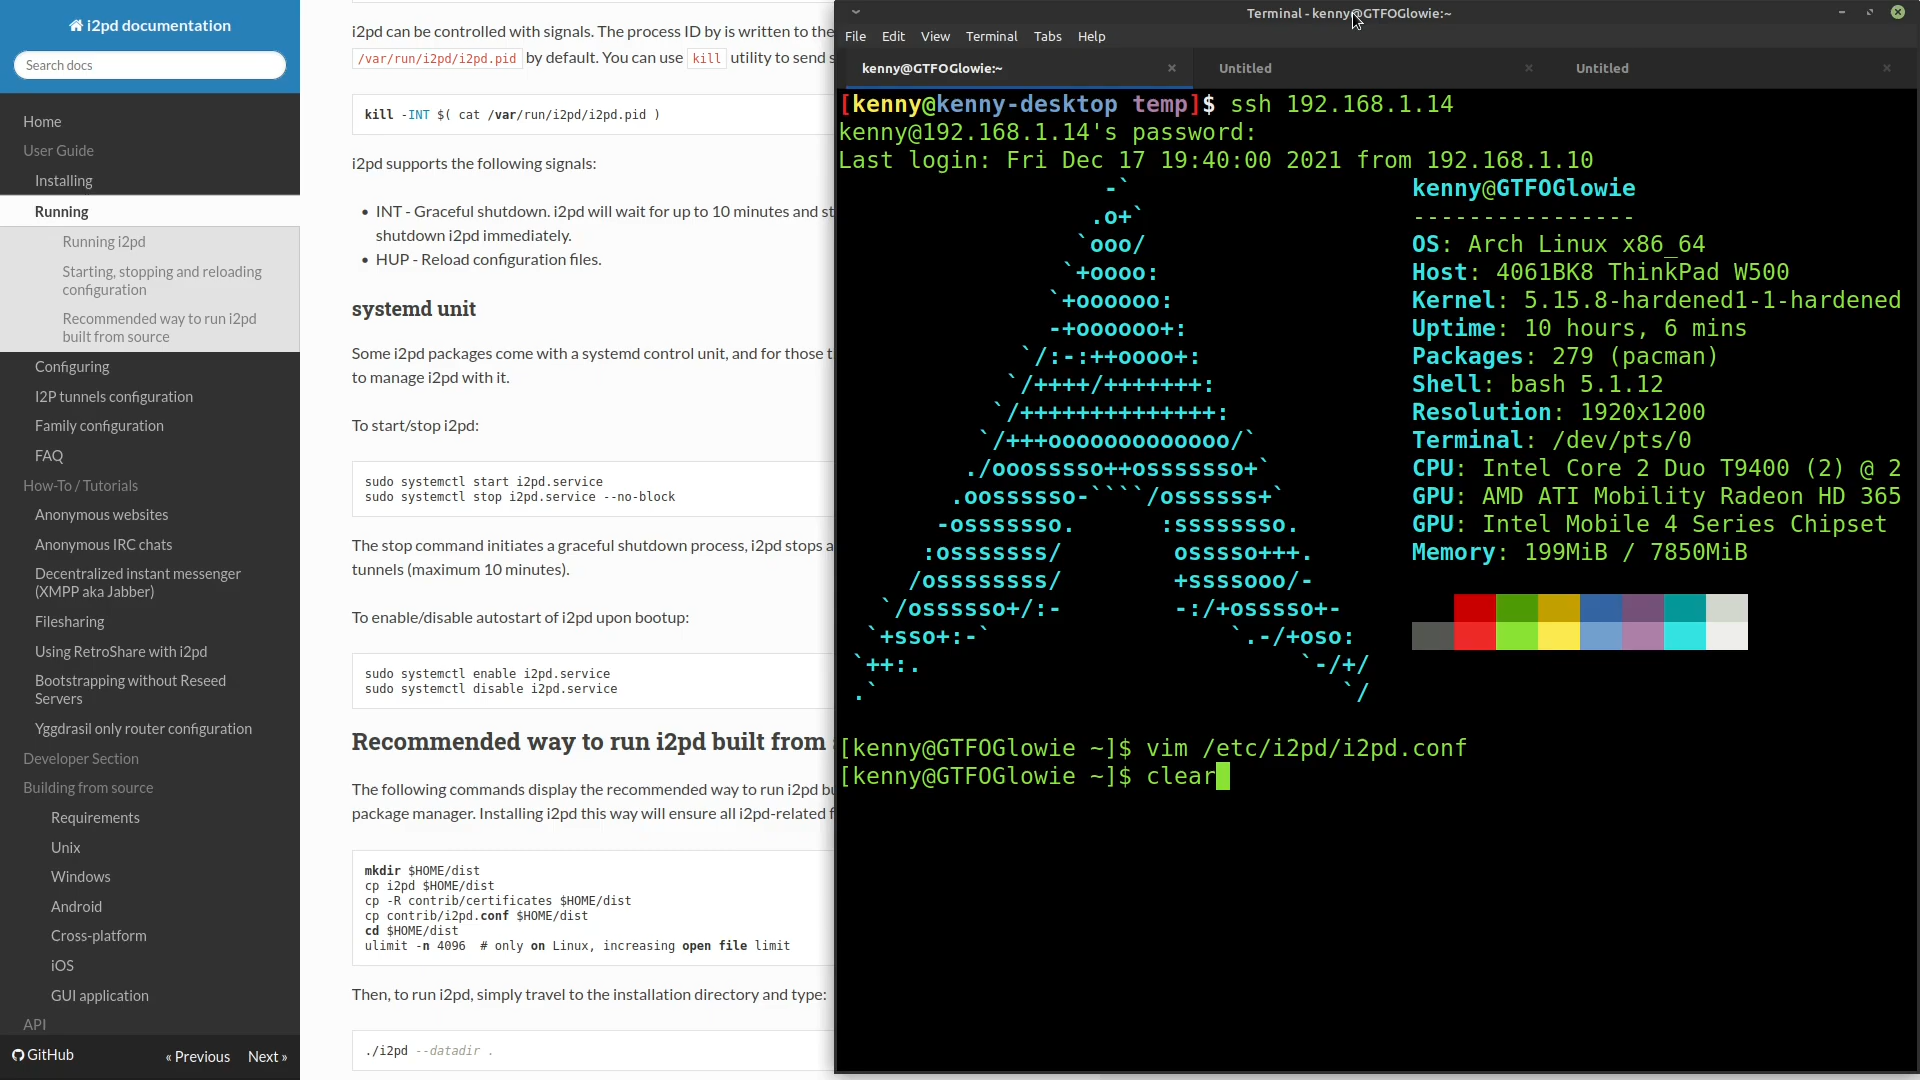 i2pd documentation
Search docs
Home
User Guide
Installing
Running
Running i2pd
Starting, stopping and reloading
configuration
Recommended way to run i2pd
built from source
Configuring
I2P tunnels configuration
Family configuration
FAQ
How-To / Tutorials
Anonymous websites
Anonymous IRC chats
Decentralized instant messenger
(XMPP aka Jabber)
Filesharing
Using RetroShare with i2pd
Bootstrapping without Reseed
Servers
Yggdrasil only router configuration
Developer Section
Building from source
Requirements
Unix
Windows
Android
Cross-platform
iOS
GUI application
API
GitHub
« Previous Next »
i2pd can be controlled with signals. The process ID by is written to the
/var/run/i2pd/i2pd.pid by default. You can use kill utility to send s
kill -INT $( cat /var/run/i2pd/i2pd.pid )
i2pd supports the following signals:
• INT - Graceful shutdown. i2pd will wait for up to 10 minutes and st
shutdown i2pd immediately.
• HUP - Reload configuration files.
systemd unit
Some i2pd packages come with a systemd control unit, and for those t
to manage i2pd with it.
To start/stop i2pd:
sudo systemctl start i2pd.service
sudo systemctl stop i2pd.service --no-block
The stop command initiates a graceful shutdown process, i2pd stops a
tunnels (maximum 10 minutes).
To enable/disable autostart of i2pd upon bootup:
sudo systemctl enable i2pd.service
sudo systemctl disable i2pd.service
Recommended way to run i2pd built from
The following commands display the recommended way to run i2pd bu
package manager. Installing i2pd this way will ensure all i2pd-related f
mkdir $HOME/dist
cp i2pd $HOME/dist
cp -R contrib/certificates $HOME/dist
cp contrib/i2pd.conf $HOME/dist
cd $HOME/dist
ulimit -n 4096  # only on Linux, increasing open file limit
Then, to run i2pd, simply travel to the installation directory and type:
./i2pd --datadir .
Terminal - kenny@GTFOGlowie:~
File Edit View Terminal Tabs Help
kenny@GTFOGlowie:~ × Untitled × Untitled ×
[kenny@kenny-desktop temp]$ ssh 192.168.1.14
kenny@192.168.1.14's password:
Last login: Fri Dec 17 19:40:00 2021 from 192.168.1.10
-`
.o+`
`ooo/
`+oooo:
`+oooooo:
-+oooooo+:
`/:-:++oooo+:
`/++++/+++++++:
`/++++++++++++++:
`/+++ooooooooooooo/`
./ooosssso++osssssso+`
.oossssso-````/ossssss+`
-osssssso.      :ssssssso.
:osssssss/        osssso+++.
/ossssssss/        +ssssooo/-
`/ossssso+/:-        -:/+osssso+-
`+sso+:-`                 `.-/+oso:
`++:.                           `-/+/
.`                                 `/
kenny@GTFOGlowie
----------------
OS: Arch Linux x86_64
Host: 4061BK8 ThinkPad W500
Kernel: 5.15.8-hardened1-1-hardened
Uptime: 10 hours, 6 mins
Packages: 279 (pacman)
Shell: bash 5.1.12
Resolution: 1920x1200
Terminal: /dev/pts/0
CPU: Intel Core 2 Duo T9400 (2) @ 2
GPU: AMD ATI Mobility Radeon HD 365
GPU: Intel Mobile 4 Series Chipset
Memory: 199MiB / 7850MiB
[kenny@GTFOGlowie ~]$ vim /etc/i2pd/i2pd.conf
[kenny@GTFOGlowie ~]$ clear